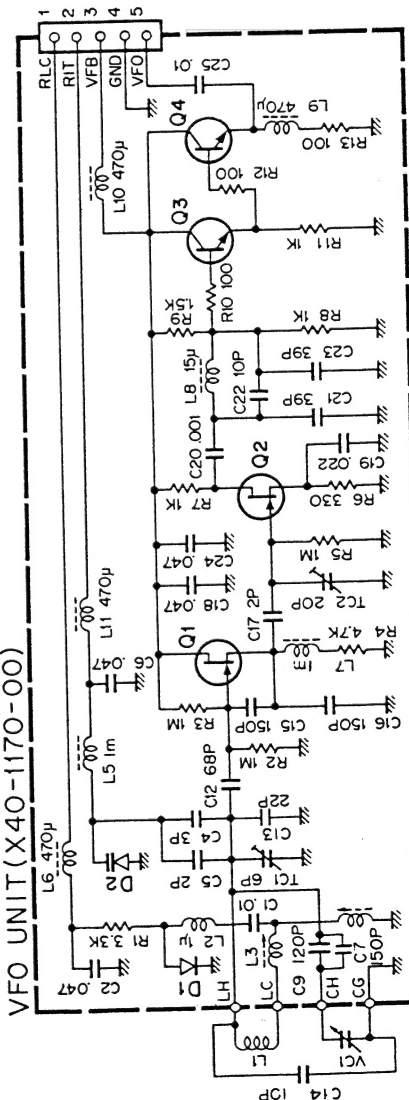 VFO UNIT (X40-1170-00)
1
2
3
4
5
RLC
RIT
VFB
GND
VFO
C25 .01
L10 470µ
Q4
L9 470µ
R13 100
R12 100
Q3
R11 1K
R10 100
R9 1.5K
L8 15µ
R8 1K
C22 10P
C23 39P
C21 39P
C20 .001
R7 1K
Q2
C19 .022
R6 330
C24 .047
C18 .047
R5 1M
TC2 20P
C17 2P
L11 470µ
Q1
R4 4.7K
L7 1m
C6 .047
R3 1M
C15 150P
C16 150P
L5 1m
R2 1M
C12 68P
C13 22P
D2
C4 3P
C5 2P
TC1 6P
L6 470µ
R1 3.3K
C2 .047
L2 1µ
D1
C1 .01
L3
C9 120P
C7 150P
LH
LC
CH
CG
L1
VC1
C14